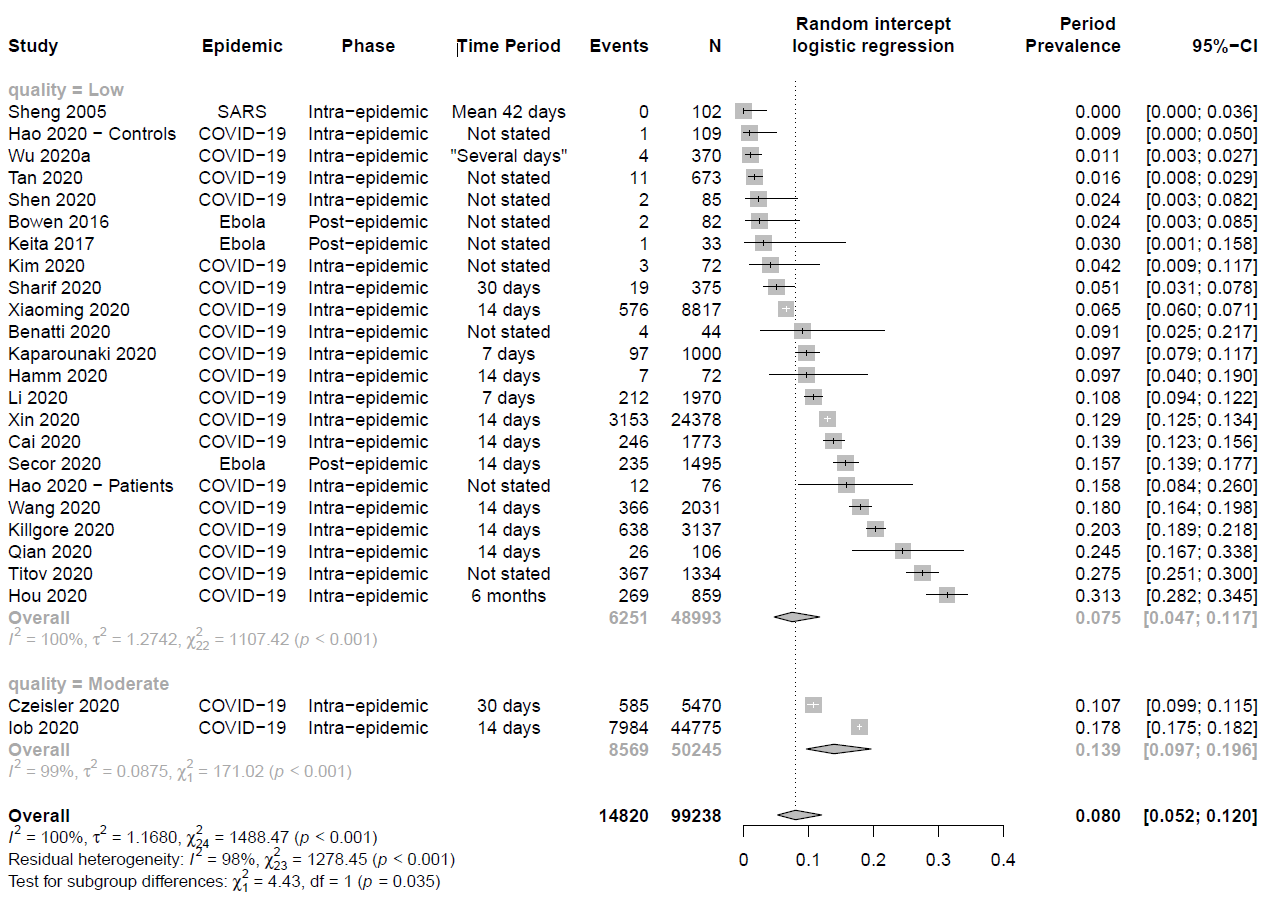 Random intercept Period
Study Epidemic Phase Time Period Events N logistic regression Prevalence 95%−CI
quality = Low
Sheng 2005 SARS Intra−epidemic Mean 42 days 0 102 0.000 [0.000; 0.036]
Hao 2020 − Controls COVID−19 Intra−epidemic Not stated 1 109 0.009 [0.000; 0.050]
Wu 2020a COVID−19 Intra−epidemic "Several days" 4 370 0.011 [0.003; 0.027]
Tan 2020 COVID−19 Intra−epidemic Not stated 11 673 0.016 [0.008; 0.029]
Shen 2020 COVID−19 Intra−epidemic Not stated 2 85 0.024 [0.003; 0.082]
Bowen 2016 Ebola Post−epidemic Not stated 2 82 0.024 [0.003; 0.085]
Keita 2017 Ebola Post−epidemic Not stated 1 33 0.030 [0.001; 0.158]
Kim 2020 COVID−19 Intra−epidemic Not stated 3 72 0.042 [0.009; 0.117]
Sharif 2020 COVID−19 Intra−epidemic 30 days 19 375 0.051 [0.031; 0.078]
Xiaoming 2020 COVID−19 Intra−epidemic 14 days 576 8817 0.065 [0.060; 0.071]
Benatti 2020 COVID−19 Intra−epidemic Not stated 4 44 0.091 [0.025; 0.217]
Kaparounaki 2020 COVID−19 Intra−epidemic 7 days 97 1000 0.097 [0.079; 0.117]
Hamm 2020 COVID−19 Intra−epidemic 14 days 7 72 0.097 [0.040; 0.190]
Li 2020 COVID−19 Intra−epidemic 7 days 212 1970 0.108 [0.094; 0.122]
Xin 2020 COVID−19 Intra−epidemic 14 days 3153 24378 0.129 [0.125; 0.134]
Cai 2020 COVID−19 Intra−epidemic 14 days 246 1773 0.139 [0.123; 0.156]
Secor 2020 Ebola Post−epidemic 14 days 235 1495 0.157 [0.139; 0.177]
Hao 2020 − Patients COVID−19 Intra−epidemic Not stated 12 76 0.158 [0.084; 0.260]
Wang 2020 COVID−19 Intra−epidemic 14 days 366 2031 0.180 [0.164; 0.198]
Killgore 2020 COVID−19 Intra−epidemic 14 days 638 3137 0.203 [0.189; 0.218]
Qian 2020 COVID−19 Intra−epidemic 14 days 26 106 0.245 [0.167; 0.338]
Titov 2020 COVID−19 Intra−epidemic Not stated 367 1334 0.275 [0.251; 0.300]
Hou 2020 COVID−19 Intra−epidemic 6 months 269 859 0.313 [0.282; 0.345]
Overall 6251 48993 0.075 [0.047; 0.117]
I² = 100%, τ² = 1.2742, χ²₂₂ = 1107.42 (p < 0.001)
quality = Moderate
Czeisler 2020 COVID−19 Intra−epidemic 30 days 585 5470 0.107 [0.099; 0.115]
Iob 2020 COVID−19 Intra−epidemic 14 days 7984 44775 0.178 [0.175; 0.182]
Overall 8569 50245 0.139 [0.097; 0.196]
I² = 99%, τ² = 0.0875, χ²₁ = 171.02 (p < 0.001)
Overall 14820 99238 0.080 [0.052; 0.120]
I² = 100%, τ² = 1.1680, χ²₂₄ = 1488.47 (p < 0.001)
Residual heterogeneity: I² = 98%, χ²₂₃ = 1278.45 (p < 0.001) 0 0.1 0.2 0.3 0.4
Test for subgroup differences: χ²₁ = 4.43, df = 1 (p = 0.035)